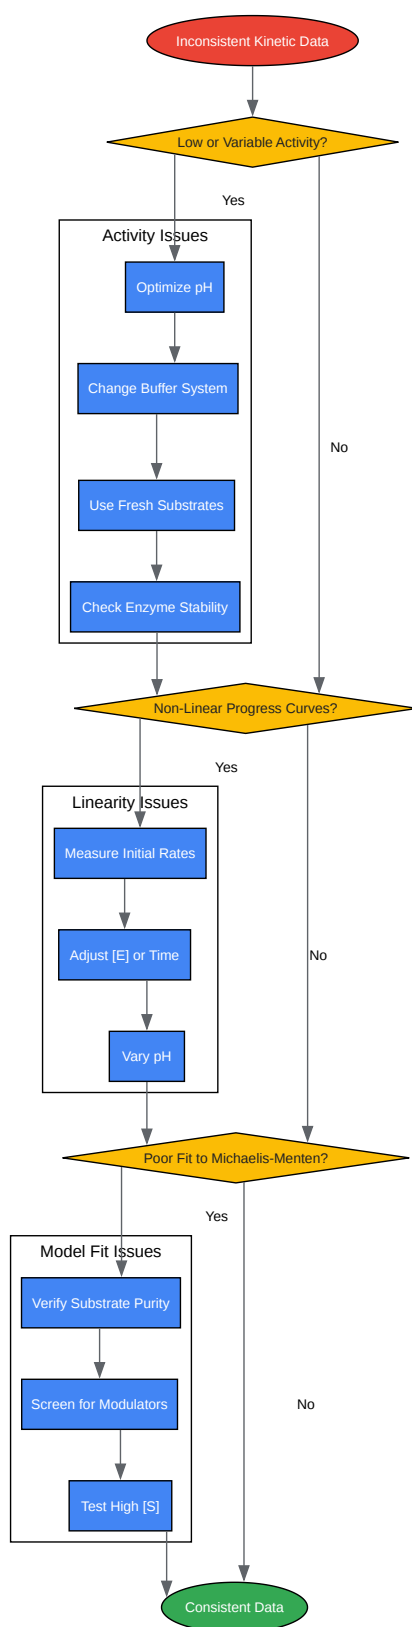 Inconsistent Kinetic Data
Low or Variable Activity?
Yes
Activity Issues
Optimize pH
Change Buffer System
No
Use Fresh Substrates
Check Enzyme Stability
Non-Linear Progress Curves?
Yes
Linearity Issues
Measure Initial Rates
Adjust [E] or Time
No
Vary pH
Poor Fit to Michaelis-Menten?
Yes
Model Fit Issues
Verify Substrate Purity
Screen for Modulators
No
Test High [S]
Consistent Data